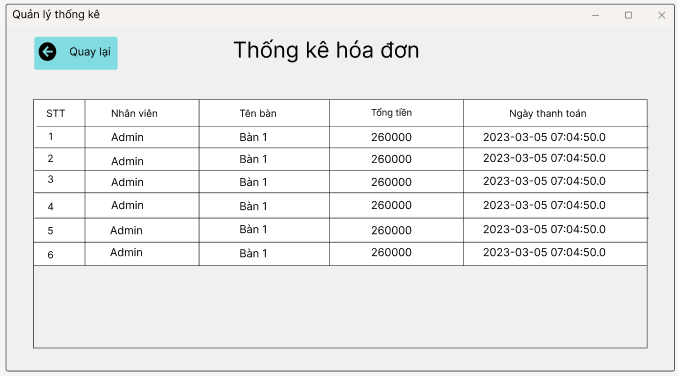 Quản lý thống kê
Quay lại
Thống kê hóa đơn
STT Nhân viên Tên bàn Tổng tiền Ngày thanh toán
1 Admin Bàn 1 260000 2023-03-05 07:04:50.0
2 Admin Bàn 1 260000 2023-03-05 07:04:50.0
3 Admin Bàn 1 260000 2023-03-05 07:04:50.0
4 Admin Bàn 1 260000 2023-03-05 07:04:50.0
5 Admin Bàn 1 260000 2023-03-05 07:04:50.0
6 Admin Bàn 1 260000 2023-03-05 07:04:50.0